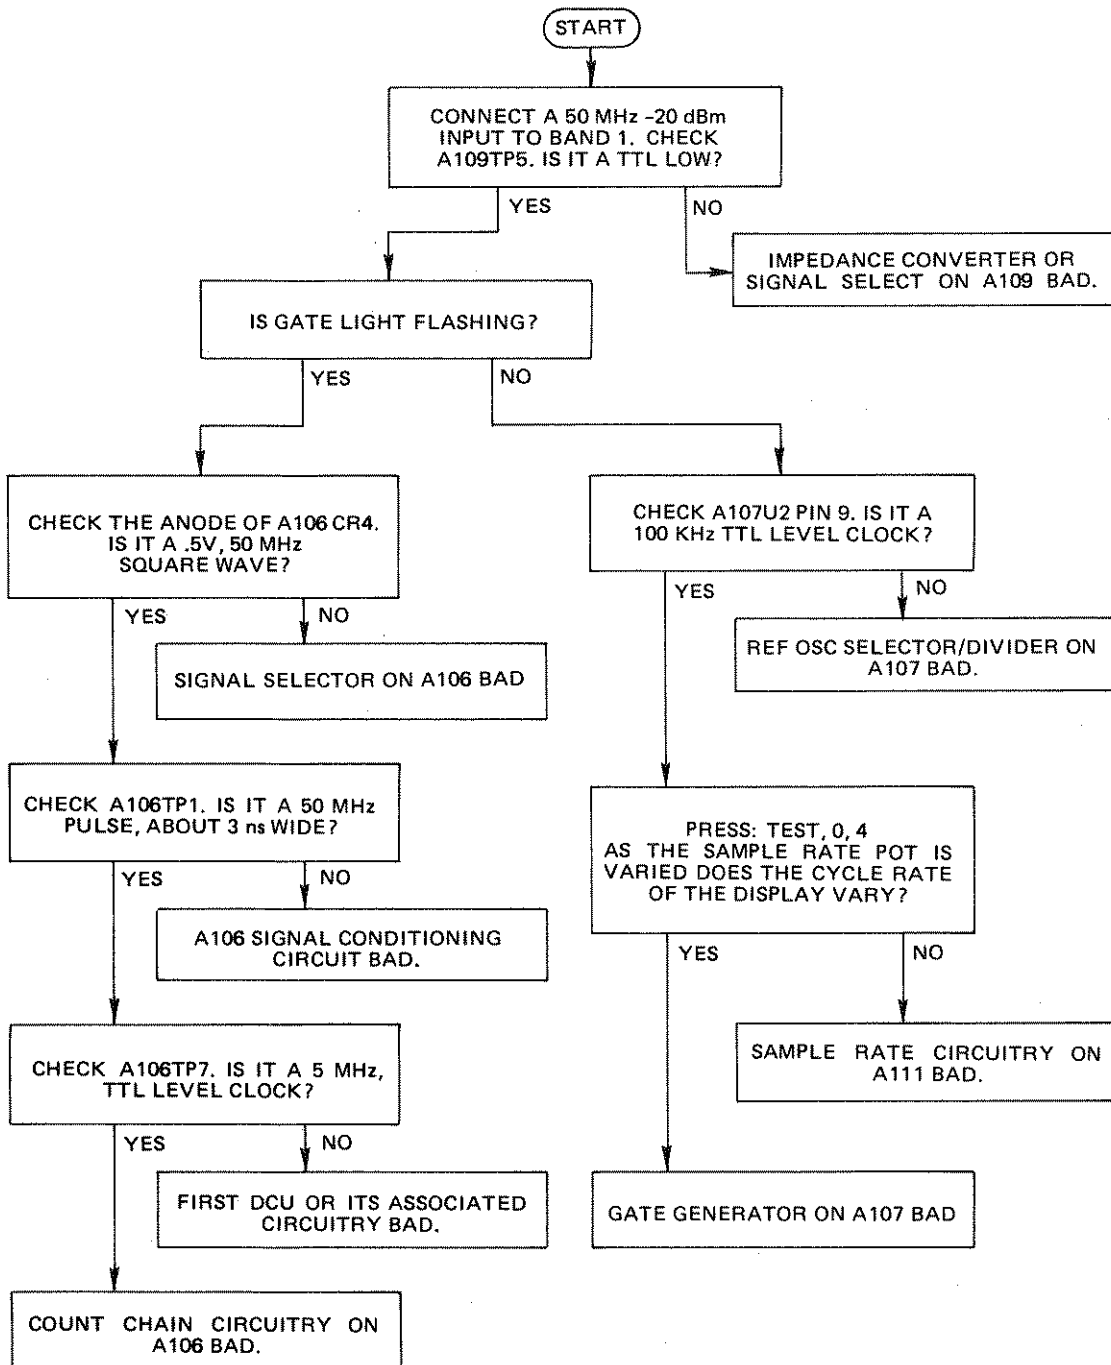 START
CONNECT A 50 MHz -20 dBm
INPUT TO BAND 1. CHECK
A109TP5. IS IT A TTL LOW?
YES
NO
IMPEDANCE CONVERTER OR
SIGNAL SELECT ON A109 BAD.
IS GATE LIGHT FLASHING?
YES
NO
CHECK THE ANODE OF A106 CR4.
IS IT A .5V, 50 MHz
SQUARE WAVE?
CHECK A107U2 PIN 9. IS IT A
100 KHz TTL LEVEL CLOCK?
YES
NO
YES
NO
SIGNAL SELECTOR ON A106 BAD
REF OSC SELECTOR/DIVIDER ON
A107 BAD.
CHECK A106TP1. IS IT A 50 MHz
PULSE, ABOUT 3 ns WIDE?
PRESS: TEST, 0, 4
AS THE SAMPLE RATE POT IS
VARIED DOES THE CYCLE RATE
OF THE DISPLAY VARY?
YES
NO
A106 SIGNAL CONDITIONING
CIRCUIT BAD.
YES
NO
CHECK A106TP7. IS IT A 5 MHz,
TTL LEVEL CLOCK?
SAMPLE RATE CIRCUITRY ON
A111 BAD.
YES
NO
FIRST DCU OR ITS ASSOCIATED
CIRCUITRY BAD.
GATE GENERATOR ON A107 BAD
COUNT CHAIN CIRCUITRY ON
A106 BAD.